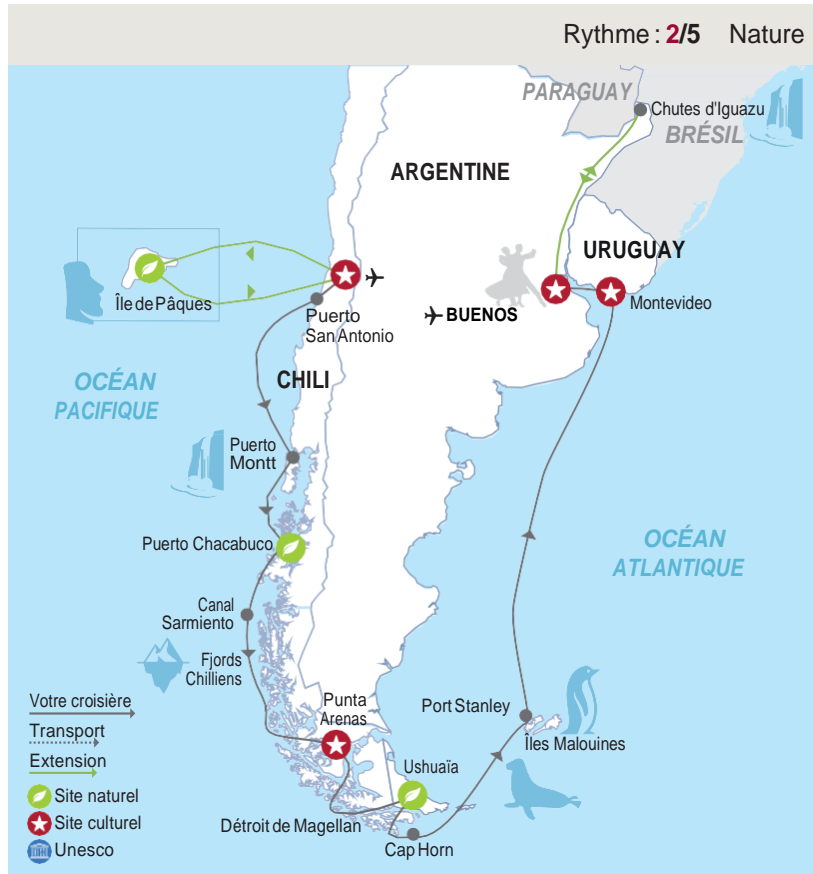 Rythme : 2/5 Nature
PARAGUAY
Chutes d'Iguazu
BRÉSIL
ARGENTINE
URUGUAY
Île de Pâques
Puerto
San Antonio
BUENOS
Montevideo
CHILI
OCÉAN
PACIFIQUE
Puerto
Montt
Puerto Chacabuco
OCÉAN
ATLANTIQUE
Canal
Sarmiento
Fjords
Chilliens
Punta
Arenas
Port Stanley
Îles Malouines
Ushuaïa
Détroit de Magellan
Cap Horn
Votre croisière
Transport
Extension
Site naturel
Site culturel
Unesco